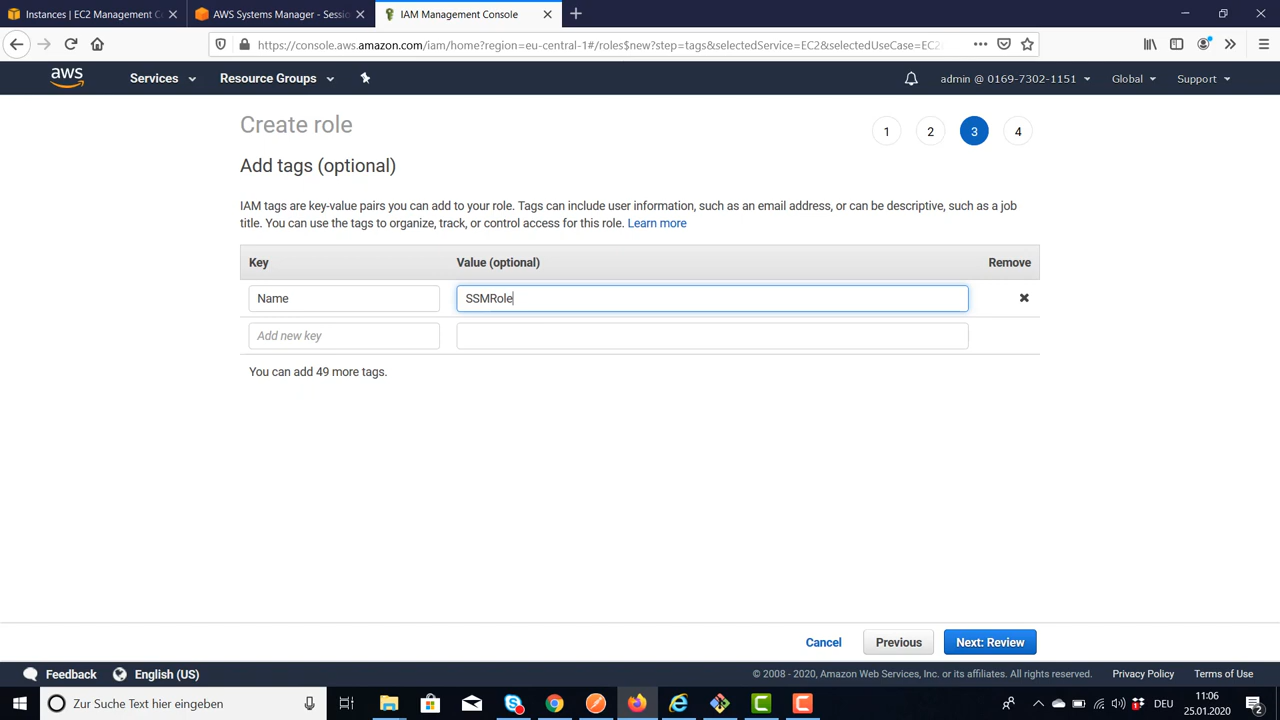 Instances | EC2 Management C
AWS Systems Manager - Sessio
IAM Management Console
https://console.aws.amazon.com/iam/home?region=eu-central-1#/roles$new?step=tags&selectedService=EC2&selectedUseCase=EC2
aws
Services
Resource Groups
admin @ 0169-7302-1151
Global
Support
Create role
1
2
3
4
Add tags (optional)
IAM tags are key-value pairs you can add to your role. Tags can include user information, such as an email address, or can be descriptive, such as a job
title. You can use the tags to organize, track, or control access for this role. Learn more
Key
Value (optional)
Remove
Name
SSMRole
Add new key
You can add 49 more tags.
Cancel
Previous
Next: Review
Feedback
English (US)
© 2008 - 2020, Amazon Web Services, Inc. or its affiliates. All rights reserved.
Privacy Policy
Terms of Use
Zur Suche Text hier eingeben
DEU
11:06
25.01.2020
2